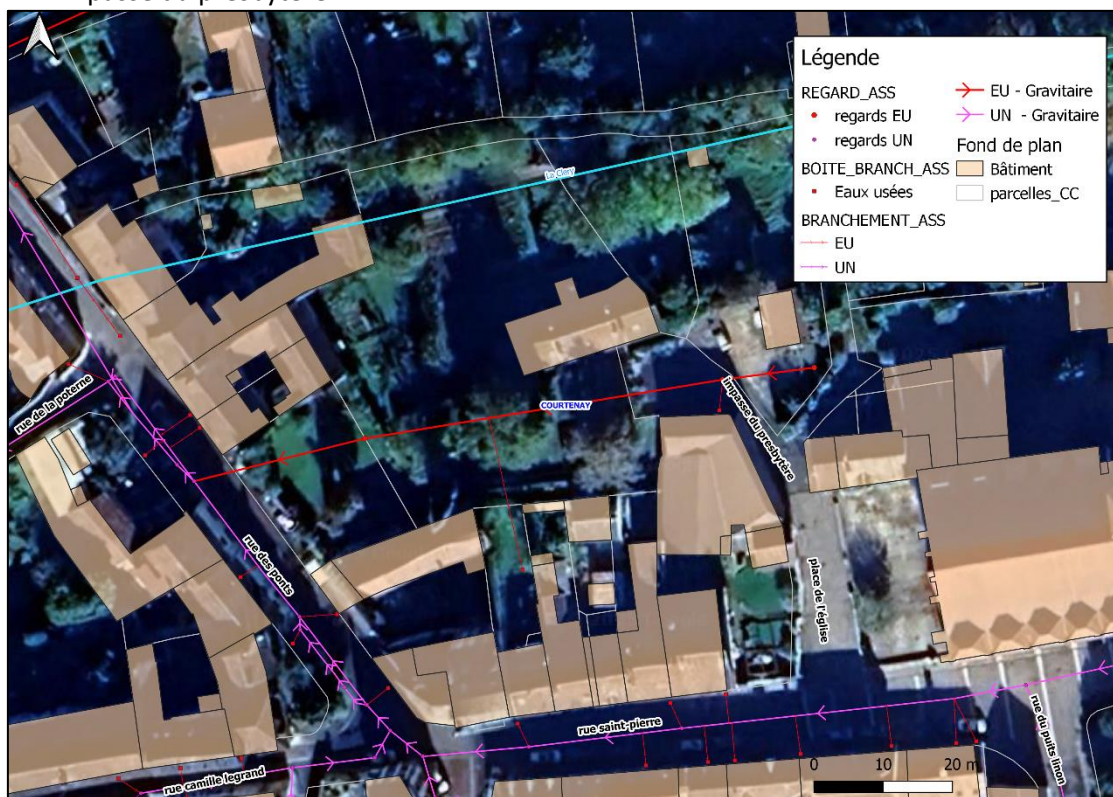 Légende
REGARD_ASS
regards EU
regards UN
BOITE_BRANCH_ASS
Eaux usées
BRANCHEMENT_ASS
EU
UN
EU - Gravitaire
UN - Gravitaire
Fond de plan
Bâtiment
parcelles_CC
rue de la poterne
COURTENAY
impasse du presbytère
rue des ponts
place de l'église
rue saint-pierre
rue du puits linon
rue camille legrand
0 10 20 m